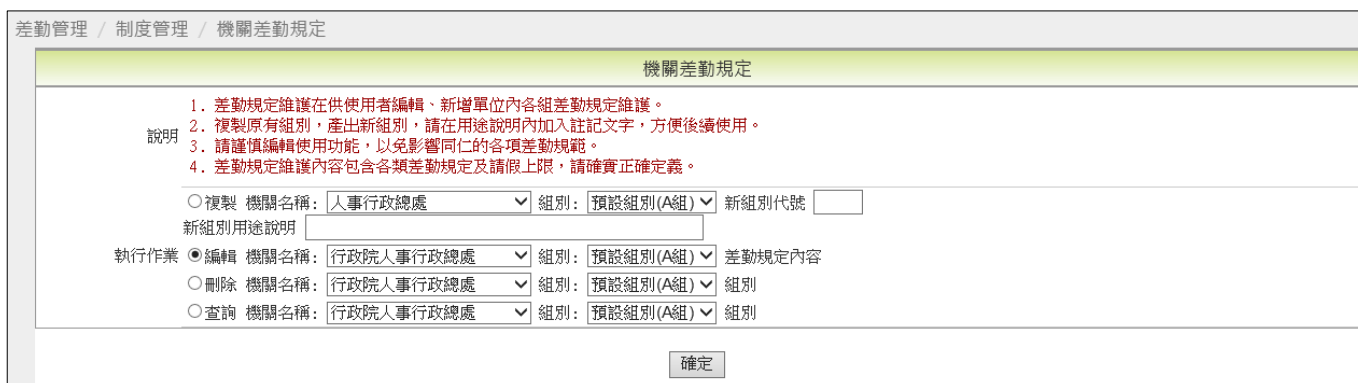 差勤管理 / 制度管理 / 機關差勤規定
機關差勤規定
說明
1. 差勤規定維護在供使用者編輯、新增單位內各組差勤規定維護。
2. 複製原有組別，產出新組別，請在用途說明內加入註記文字，方便後續使用。
3. 請謹慎編輯使用功能，以免影響同仁的各項差勤規範。
4. 差勤規定維護內容包含各類差勤規定及請假上限，請確實正確定義。
複製 機關名稱: 人事行政總處 組別: 預設組別(A組) 新組別代號
新組別用途說明
執行作業 編輯 機關名稱: 行政院人事行政總處 組別: 預設組別(A組) 差勤規定內容
刪除 機關名稱: 行政院人事行政總處 組別: 預設組別(A組) 組別
查詢 機關名稱: 行政院人事行政總處 組別: 預設組別(A組) 組別
確定